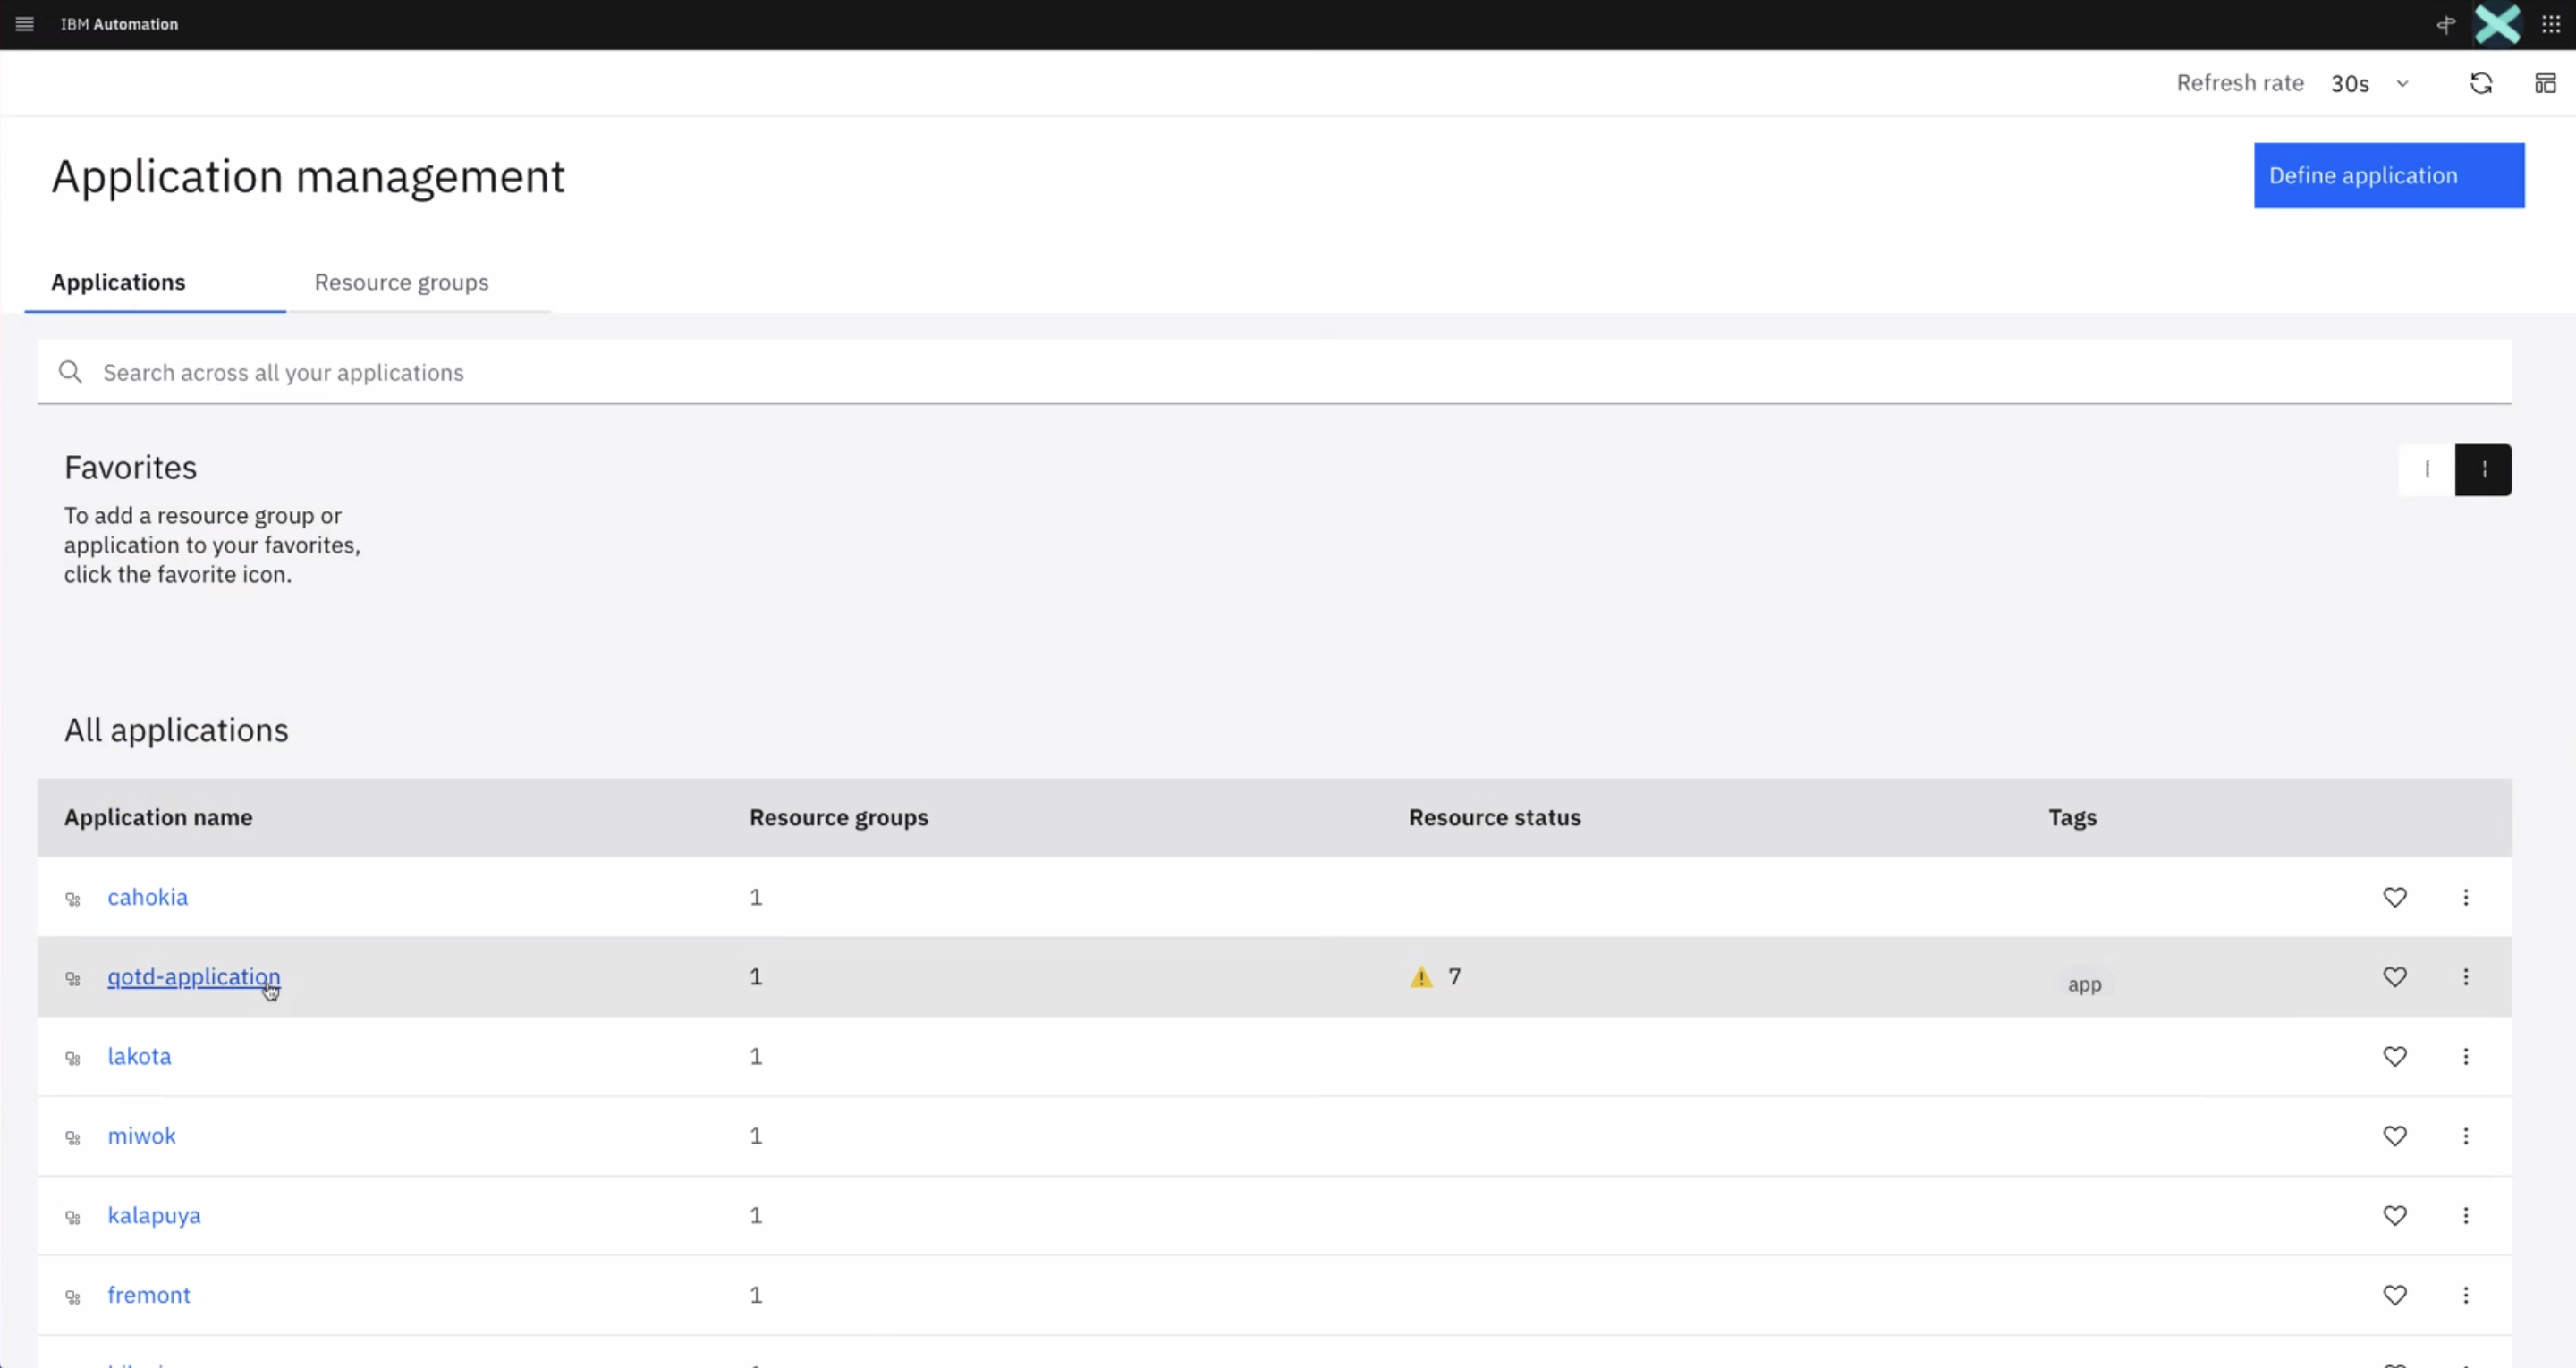 IBM Automation
Refresh rate 30s
Application management
Define application
Applications
Resource groups
Search across all your applications
Favorites
To add a resource group or
application to your favorites,
click the favorite icon.
All applications
Application name Resource groups Resource status Tags
cahokia 1
qotd-application 1 7 app
lakota 1
miwok 1
kalapuya 1
fremont 1